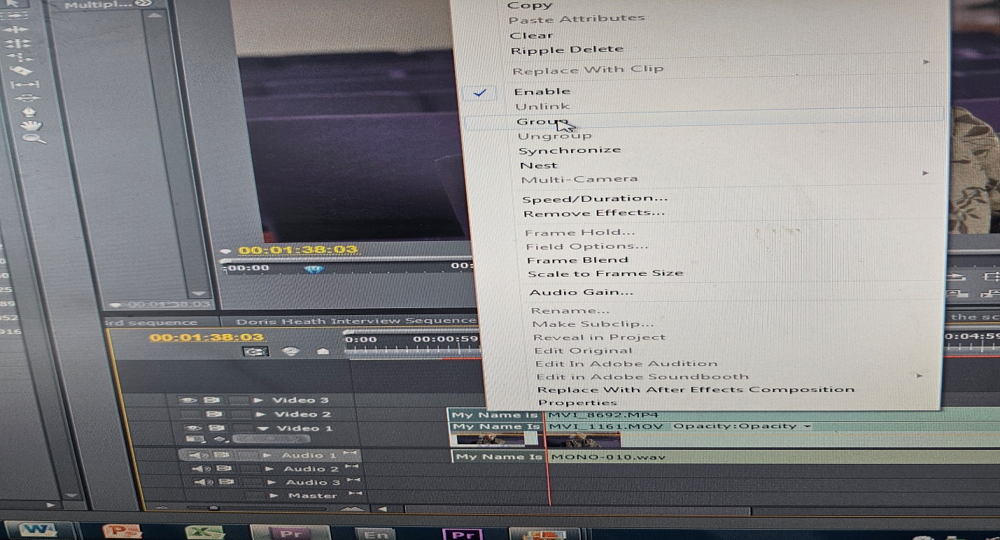 Multipl...
Copy
Paste Attributes
Clear
Ripple Delete
Replace With Clip
Enable
Unlink
Group
Ungroup
Synchronize
Nest
Multi-Camera
Speed/Duration...
Remove Effects...
Frame Hold...
Field Options...
Frame Blend
Scale to Frame Size
Audio Gain...
Rename...
Make Subclip...
Reveal in Project
Edit Original
Edit In Adobe Audition
Edit in Adobe Soundbooth
Replace With After Effects Composition
Properties
00:01:38:03
:00:00 00:
00:01:38:03
rd sequence Doris Heath Interview Sequence the sc
00:01:38:03 0:00 00:00:59 0:04:59
Video 3
Video 2 My Name Is MVI_8692.MP4
Video 1 My Name Is MVI_1161.MOV Opacity:Opacity
Audio 1 My Name Is MONO-010.wav
Audio 2
Audio 3
Master
W P X Pr En Pr